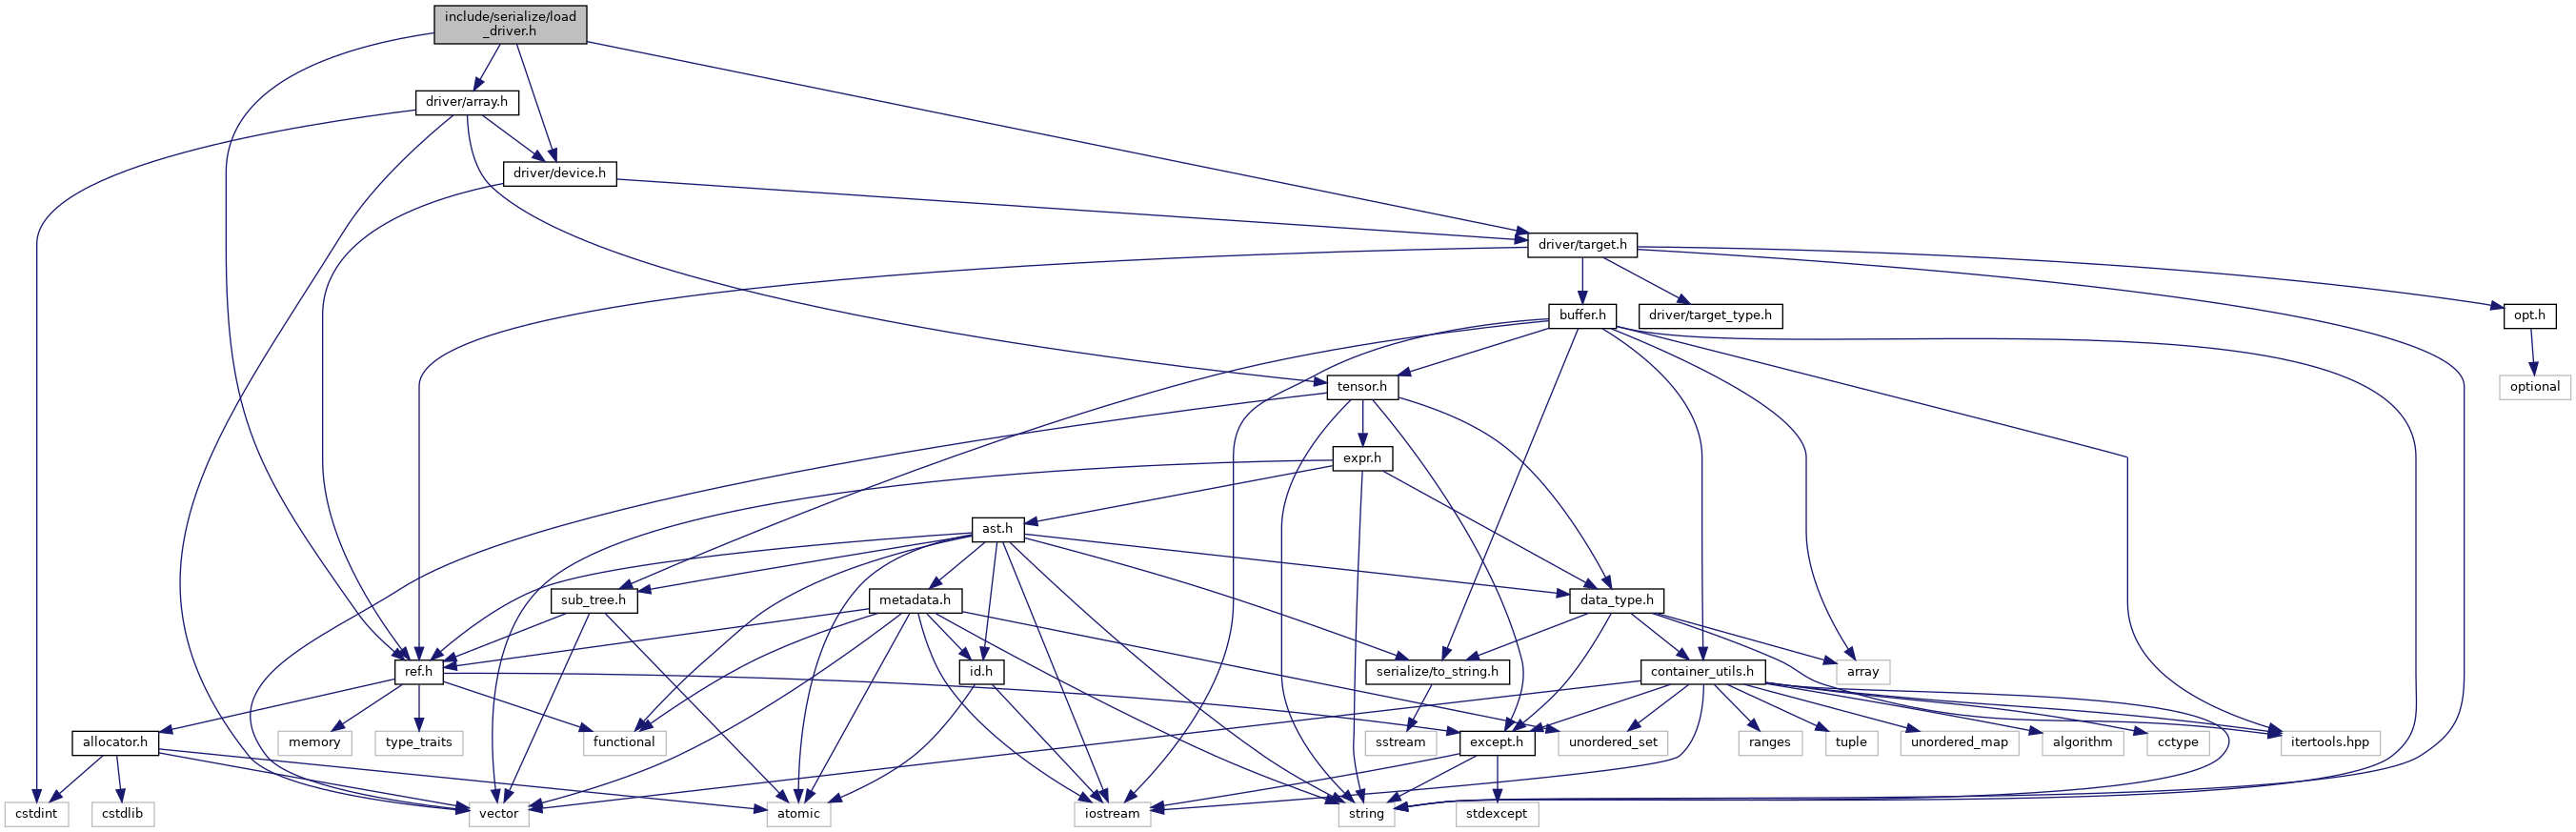 include/serialize/load
_driver.h
driver/array.h
driver/device.h
driver/target.h
buffer.h
driver/target_type.h
opt.h
tensor.h
optional
expr.h
ast.h
sub_tree.h
metadata.h
data_type.h
ref.h
id.h
serialize/to_string.h
container_utils.h
array
allocator.h
memory
type_traits
functional
sstream
except.h
unordered_set
ranges
tuple
unordered_map
algorithm
cctype
itertools.hpp
cstdint
cstdlib
vector
atomic
iostream
string
stdexcept